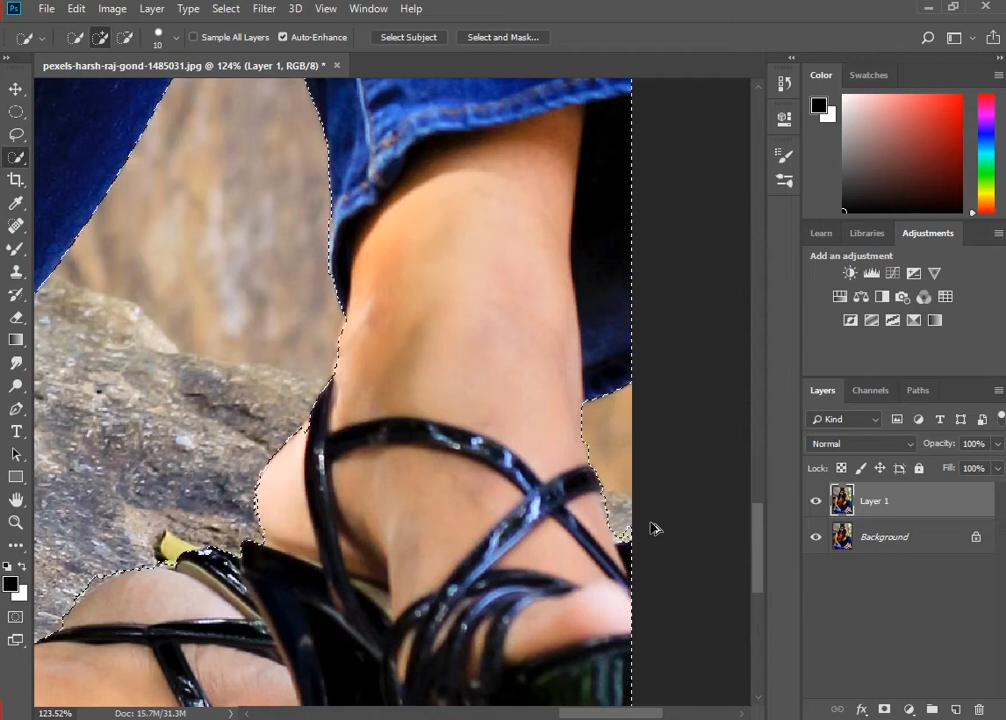 Ps File Edit Image Layer Type Select Filter 3D View Window Help
10 Sample All Layers Auto-Enhance Select Subject Select and Mask...
pexels-harsh-raj-gond-1485031.jpg @ 124% (Layer 1, RGB/8) *
Color Swatches
Learn Libraries Adjustments
Add an adjustment
Layers Channels Paths
Kind
Normal Opacity: 100%
Lock: Fill: 100%
Layer 1
Background
123.52% Doc: 15.7M/31.3M
fx